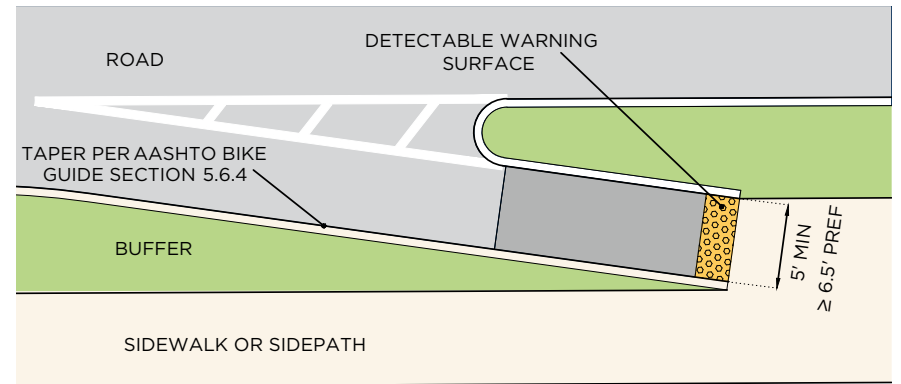 ROAD
DETECTABLE WARNING
SURFACE
TAPER PER AASHTO BIKE
GUIDE SECTION 5.6.4
BUFFER
5' MIN
≥ 6.5' PREF
SIDEWALK OR SIDEPATH